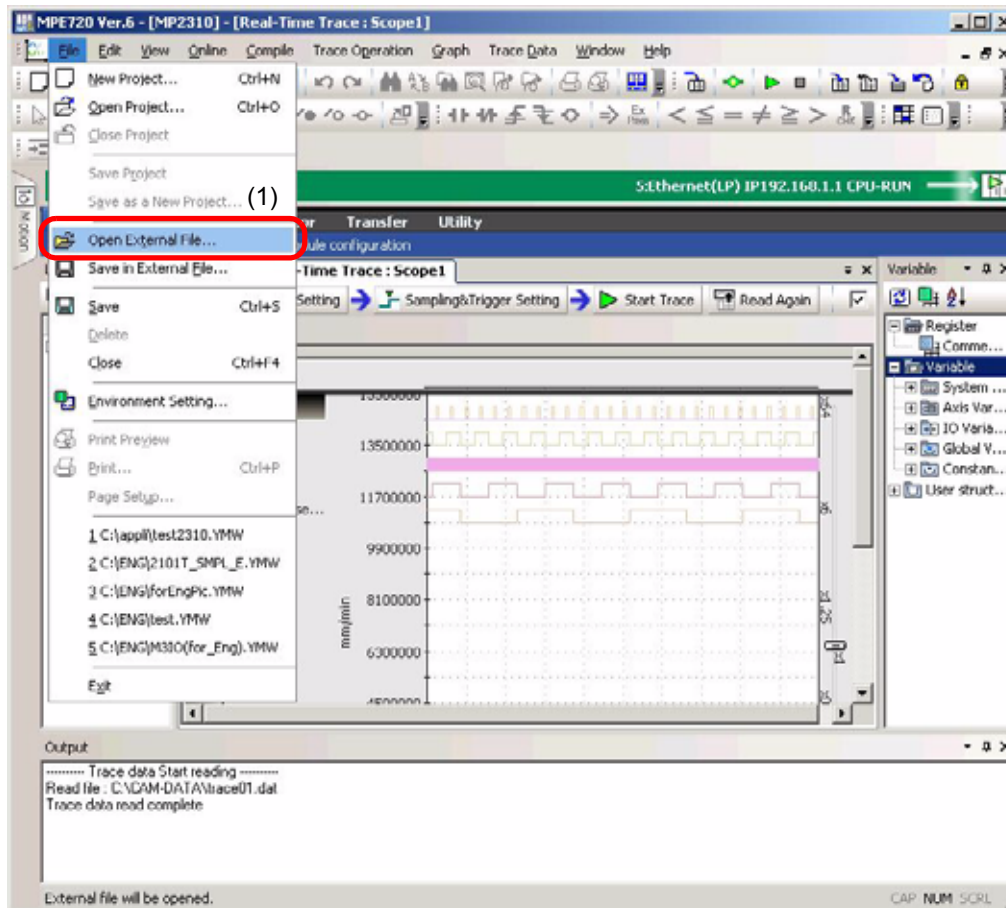 MPE720 Ver.6 - [MP2310] - [Real-Time Trace : Scope1]
File Edit View Online Compile Trace Operation Graph Trace Data Window Help
New Project... Ctrl+N
Open Project... Ctrl+O
Close Project
Save Project
Save as a New Project... (1)
5:Ethernet(LP) IP192.168.1.1 CPU-RUN
Motion
Transfer Utility
Open External File...
ule configuration
Save in External File...
-Time Trace : Scope1
Variable
Save Ctrl+S
Setting Sampling&Trigger Setting Start Trace Read Again
Delete
Close Ctrl+F4
Register
Comme...
Variable
System ...
Axis Var...
IO Varia...
Global V...
Constan...
User struct...
Environment Setting...
Print Preview
Print... Ctrl+P
Page Setup...
1 C:\appli\test2310.YMW
2 C:\ENG\2101T_SMPL_E.YMW
3 C:\ENG\forEngPic.YMW
4 C:\ENG\test.YMW
5 C:\ENG\M3IO(for_Eng).YMW
Exit
13500000
11700000
9900000
8100000
6300000
mm/min
Output
---------- Trace data Start reading ----------
Read file : C:\CAM-DATA\trace01.dat
Trace data read complete
External file will be opened.
CAP NUM SCRL